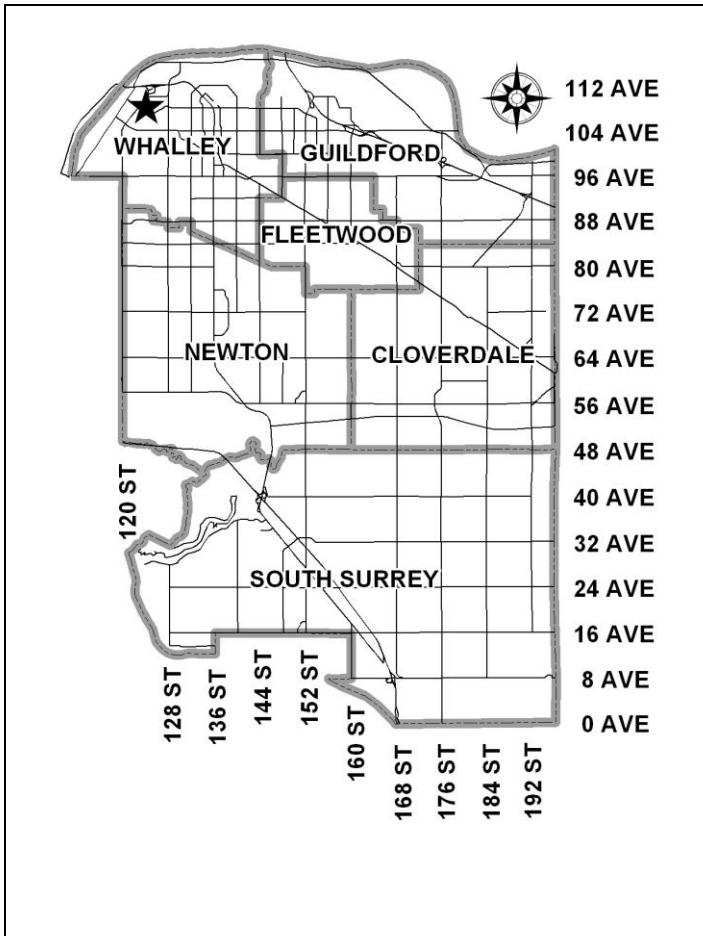 112 AVE
104 AVE
WHALLEY
GUILDFORD
96 AVE
88 AVE
FLEETWOOD
80 AVE
72 AVE
NEWTON
CLOVERDALE
64 AVE
56 AVE
48 AVE
120 ST
40 AVE
32 AVE
SOUTH SURREY
24 AVE
16 AVE
8 AVE
0 AVE
128 ST
136 ST
144 ST
152 ST
160 ST
168 ST
176 ST
184 ST
192 ST